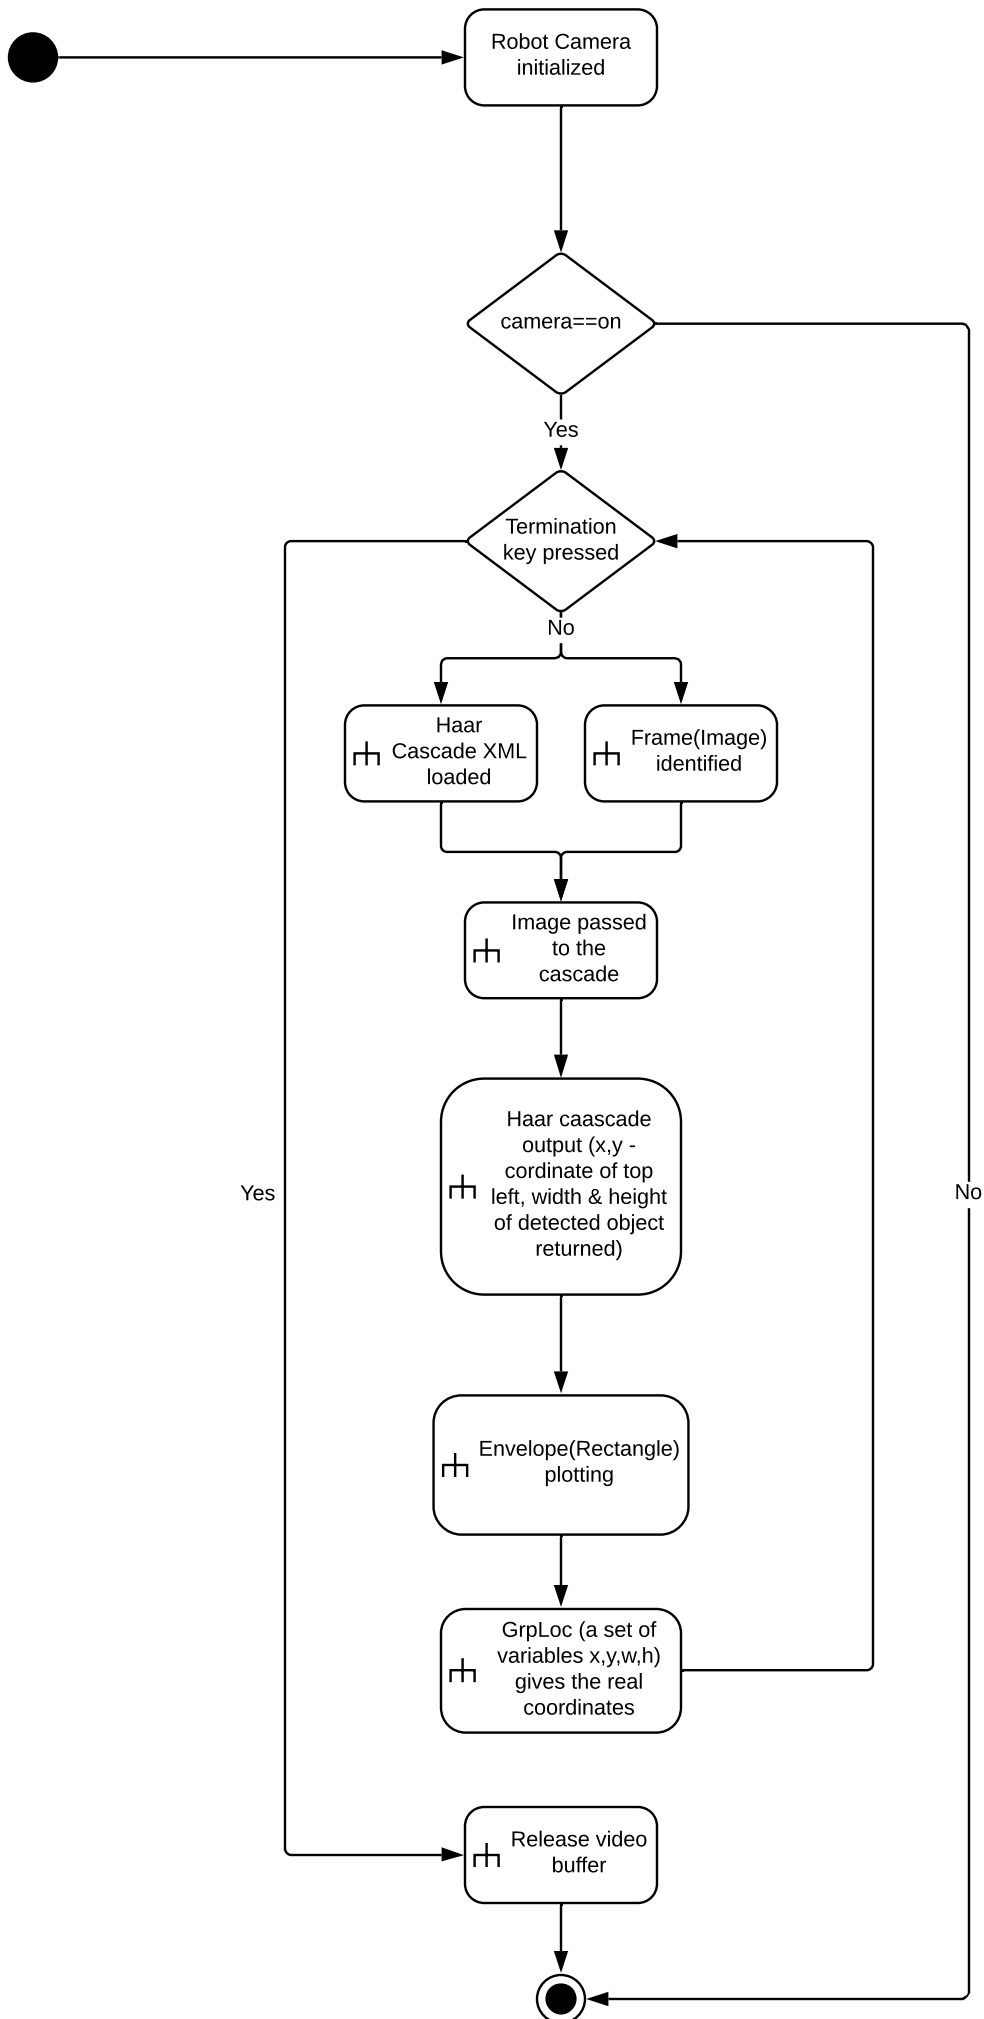 Robot Camera
initialized
camera==on
Yes
Termination
key pressed
No
Haar
Cascade XML
loaded
Frame(Image)
identified
Image passed
to the
cascade
Haar caascade
output (x,y -
cordinate of top
left, width & height
of detected object
returned)
Yes
No
Envelope(Rectangle)
plotting
GrpLoc (a set of
variables x,y,w,h)
gives the real
coordinates
Release video
buffer